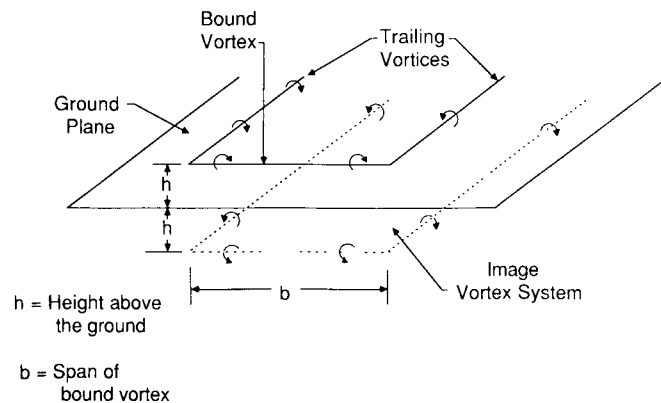 Bound
Vortex
Trailing
Vortices
Ground
Plane
h
h
b
Image
Vortex System
h = Height above
the ground
b = Span of
bound vortex